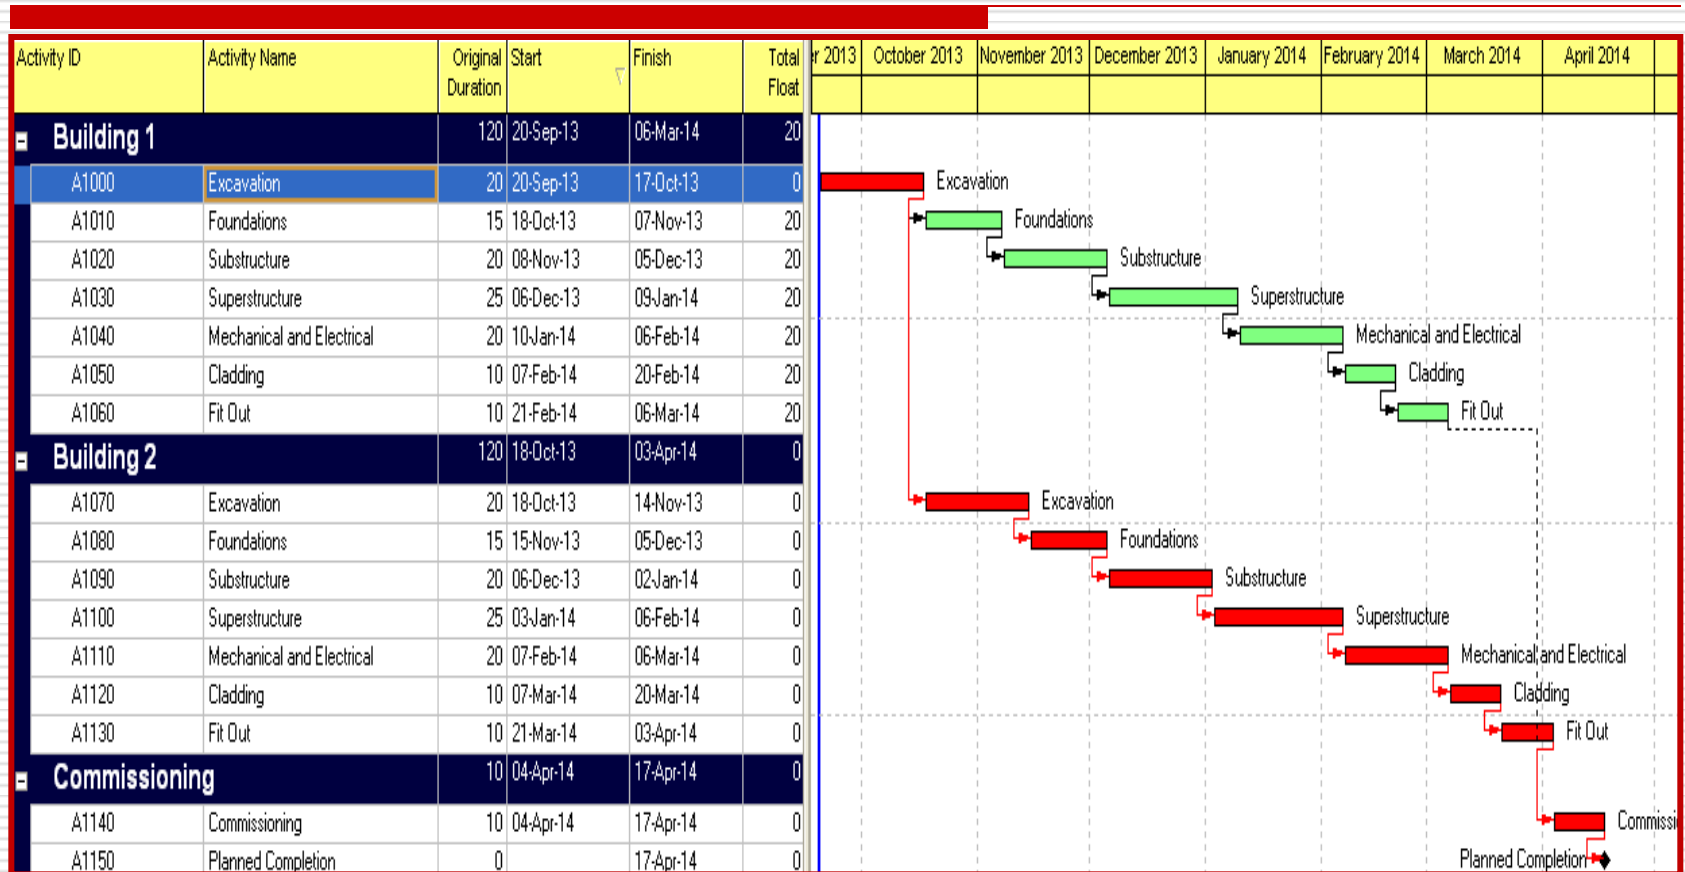 Activity ID Activity Name Original Duration Start Finish Total Float r 2013 October 2013 November 2013 December 2013 January 2014 February 2014 March 2014 April 2014
Building 1 120 20-Sep-13 06-Mar-14 20
A1000 Excavation 20 20-Sep-13 17-Oct-13 0 Excavation
A1010 Foundations 15 18-Oct-13 07-Nov-13 20 Foundations
A1020 Substructure 20 08-Nov-13 05-Dec-13 20 Substructure
A1030 Superstructure 25 06-Dec-13 09-Jan-14 20 Superstructure
A1040 Mechanical and Electrical 20 10-Jan-14 06-Feb-14 20 Mechanical and Electrical
A1050 Cladding 10 07-Feb-14 20-Feb-14 20 Cladding
A1060 Fit Out 10 21-Feb-14 06-Mar-14 20 Fit Out
Building 2 120 18-Oct-13 03-Apr-14 0
A1070 Excavation 20 18-Oct-13 14-Nov-13 0 Excavation
A1080 Foundations 15 15-Nov-13 05-Dec-13 0 Foundations
A1090 Substructure 20 06-Dec-13 02-Jan-14 0 Substructure
A1100 Superstructure 25 03-Jan-14 06-Feb-14 0 Superstructure
A1110 Mechanical and Electrical 20 07-Feb-14 06-Mar-14 0 Mechanical and Electrical
A1120 Cladding 10 07-Mar-14 20-Mar-14 0 Cladding
A1130 Fit Out 10 21-Mar-14 03-Apr-14 0 Fit Out
Commissioning 10 04-Apr-14 17-Apr-14 0
A1140 Commissioning 10 04-Apr-14 17-Apr-14 0 Commissi
A1150 Planned Completion 0 17-Apr-14 0 Planned Completion